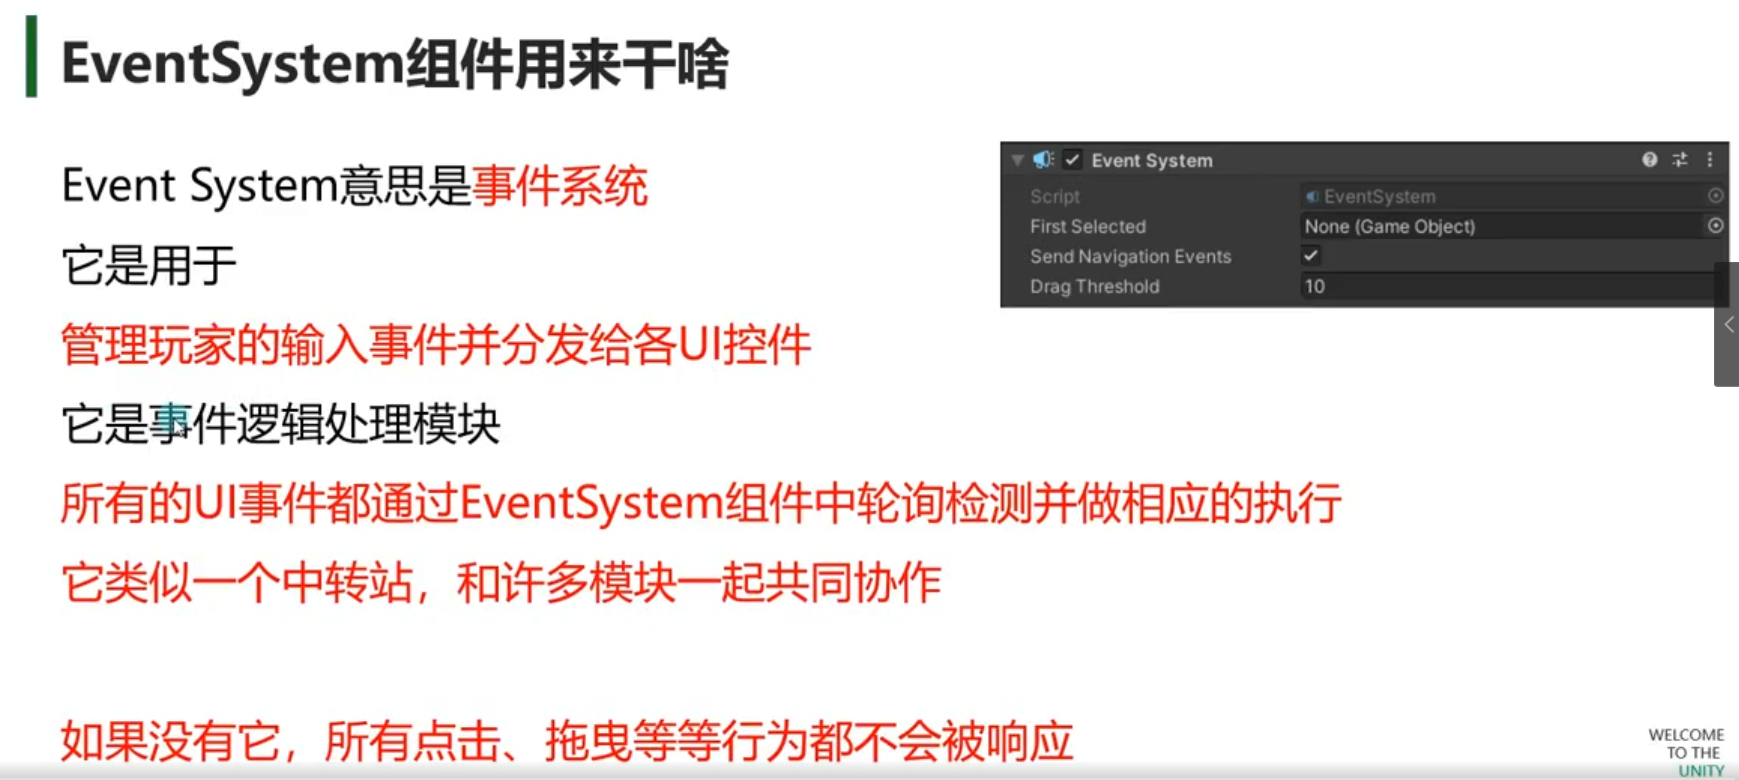 EventSystem组件用来干啥
Event System意思是事件系统
它是用于
管理玩家的输入事件并分发给各UI控件
它是事件逻辑处理模块
所有的UI事件都通过EventSystem组件中轮询检测并做相应的执行
它类似一个中转站，和许多模块一起共同协作
如果没有它，所有点击、拖曳等等行为都不会被响应
Event System
Script EventSystem
First Selected None (Game Object)
Send Navigation Events
Drag Threshold 10
WELCOME
TO THE
UNITY